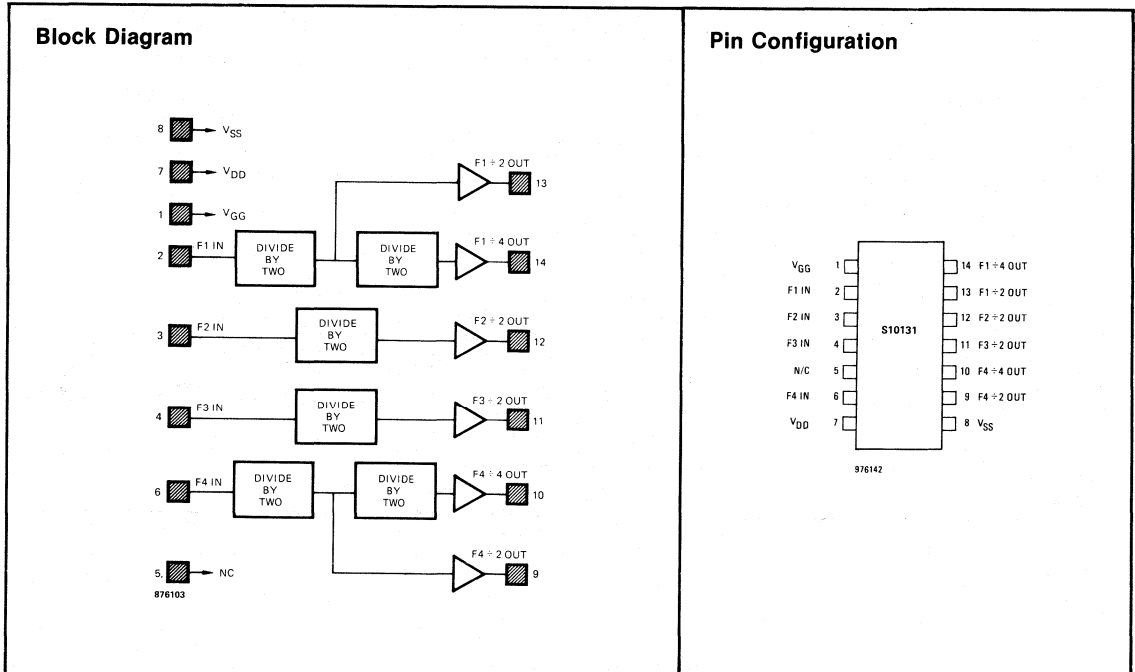 Block Diagram
8 VSS
7 VDD
1 VGG
2 F1 IN
DIVIDE
BY
TWO
DIVIDE
BY
TWO
F1 ÷ 2 OUT
13
F1 ÷ 4 OUT
14
3 F2 IN
DIVIDE
BY
TWO
F2 ÷ 2 OUT
12
4 F3 IN
DIVIDE
BY
TWO
F3 ÷ 2 OUT
11
6 F4 IN
DIVIDE
BY
TWO
DIVIDE
BY
TWO
F4 ÷ 4 OUT
10
F4 ÷ 2 OUT
9
5. NC
876103
Pin Configuration
VGG 1
F1 IN 2
F2 IN 3
F3 IN 4
N/C 5
F4 IN 6
VDD 7
S10131
14 F1 ÷4 OUT
13 F1 ÷2 OUT
12 F2 ÷2 OUT
11 F3 ÷2 OUT
10 F4 ÷4 OUT
9 F4 ÷2 OUT
8 VSS
976142